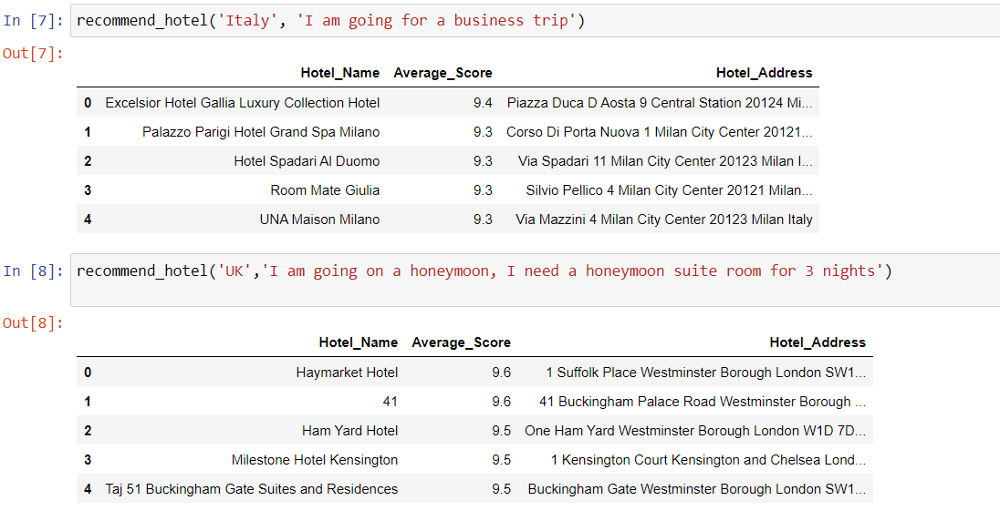 In [7]: recommend_hotel('Italy', 'I am going for a business trip')
Out[7]:
Hotel_Name Average_Score Hotel_Address
0 Excelsior Hotel Gallia Luxury Collection Hotel 9.4 Piazza Duca D Aosta 9 Central Station 20124 Mi...
1 Palazzo Parigi Hotel Grand Spa Milano 9.3 Corso Di Porta Nuova 1 Milan City Center 20121...
2 Hotel Spadari Al Duomo 9.3 Via Spadari 11 Milan City Center 20123 Milan I...
3 Room Mate Giulia 9.3 Silvio Pellico 4 Milan City Center 20121 Milan...
4 UNA Maison Milano 9.3 Via Mazzini 4 Milan City Center 20123 Milan Italy
In [8]: recommend_hotel('UK','I am going on a honeymoon, I need a honeymoon suite room for 3 nights')
Out[8]:
Hotel_Name Average_Score Hotel_Address
0 Haymarket Hotel 9.6 1 Suffolk Place Westminster Borough London SW1...
1 41 9.6 41 Buckingham Palace Road Westminster Borough ...
2 Ham Yard Hotel 9.5 One Ham Yard Westminster Borough London W1D 7D...
3 Milestone Hotel Kensington 9.5 1 Kensington Court Kensington and Chelsea Lond...
4 Taj 51 Buckingham Gate Suites and Residences 9.5 Buckingham Gate Westminster Borough London SW1...